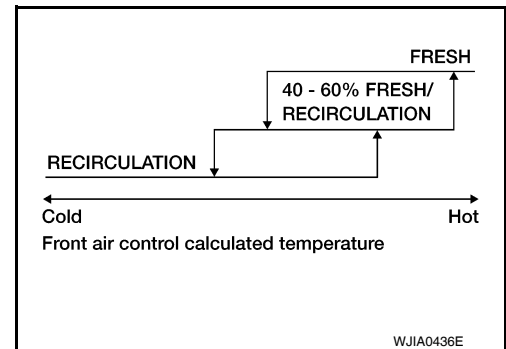 FRESH
40 - 60% FRESH/
RECIRCULATION
RECIRCULATION
Cold Hot
Front air control calculated temperature
WJIA0436E